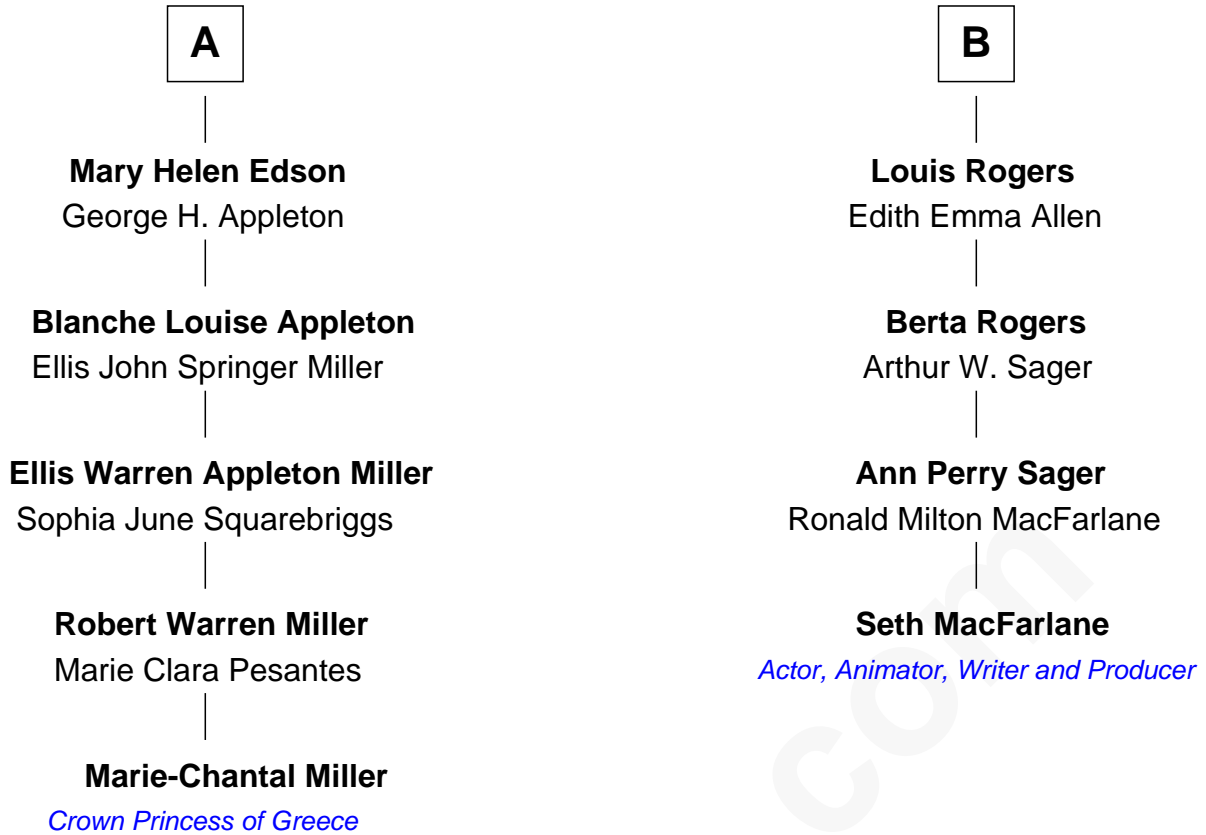 A
Mary Helen Edson
George H. Appleton
Blanche Louise Appleton
Ellis John Springer Miller
Ellis Warren Appleton Miller
Sophia June Squarebriggs
Robert Warren Miller
Marie Clara Pesantes
Marie-Chantal Miller
Crown Princess of Greece
B
Louis Rogers
Edith Emma Allen
Berta Rogers
Arthur W. Sager
Ann Perry Sager
Ronald Milton MacFarlane
Seth MacFarlane
Actor, Animator, Writer and Producer
com